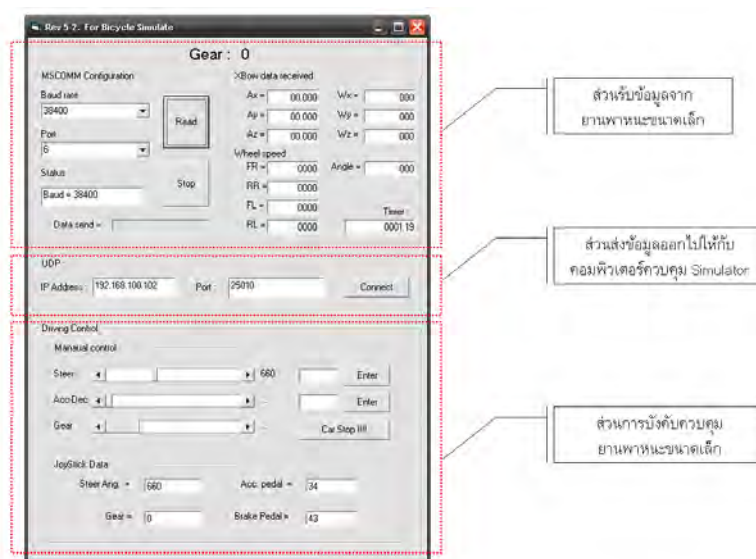 Rev 5-2. For Bicycle Simulato
Gear : 0
MSCOMM Configuration
Baud rate
38400
Port
6
Status
Baud = 38400
Data send =
Read
Stop
XBow data received
Ax = 00.000 Wx = 000
Ay = 00.000 Wy = 000
Az = 00.000 Wz = 000
Wheel speed
FR = 0000 Angle = 000
RR = 0000
FL = 0000
RL = 0000
Timer :
0001.19
UDP
IP Address : 192.168.100.102 Port : 25010 Connect
Driving Control
Manaual control
Steer 660 Enter
Acc-Dec Enter
Gear Car Stop !!!!
JoyStick Data
Steer Ang. = 660 Acc. pedal = 34
Gear = 0 Brake Pedal = 43
ส่วนรับข้อมูลจาก
ยานพาหนะขนาดเล็ก
ส่วนส่งข้อมูลออกไปให้กับ
คอมพิวเตอร์ควบคุม Simulator
ส่วนการบังคับควบคุม
ยานพาหนะขนาดเล็ก